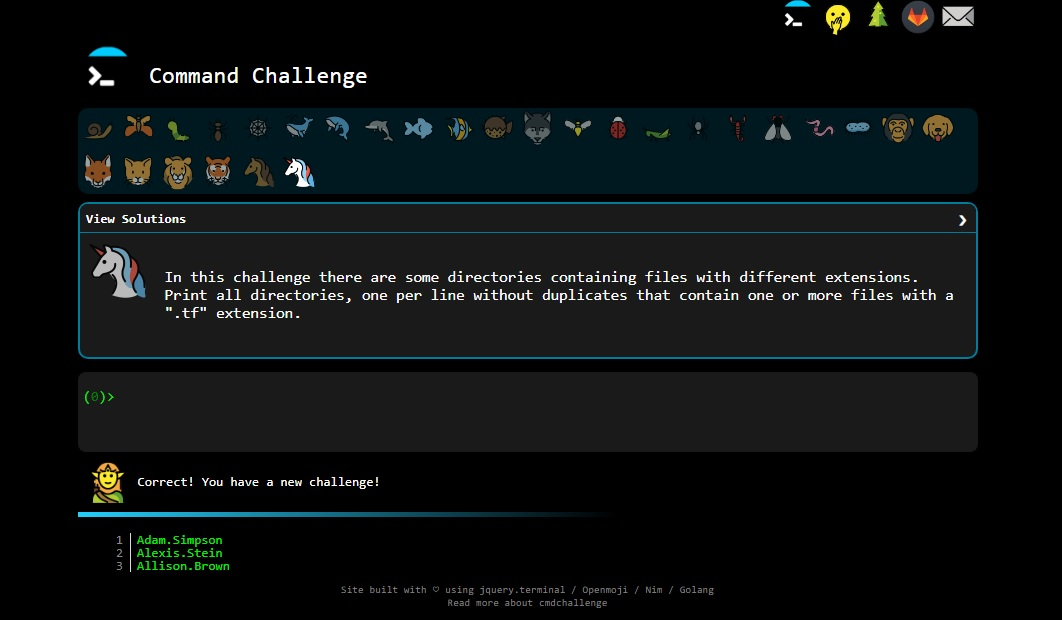 Command Challenge
View Solutions ❯
In this challenge there are some directories containing files with different extensions.
Print all directories, one per line without duplicates that contain one or more files with a
".tf" extension.
(0)>
Correct! You have a new challenge!
1 Adam.Simpson
2 Alexis.Stein
3 Allison.Brown
Site built with ♡ using jquery.terminal / Openmoji / Nim / Golang
Read more about cmdchallenge